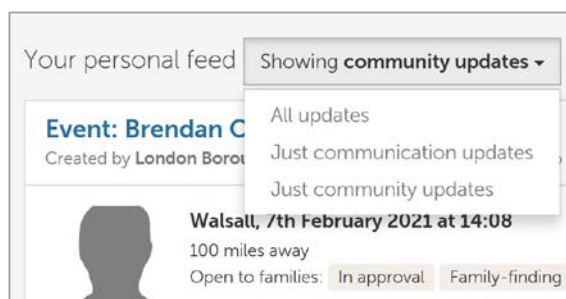 Your personal feed Showing community updates
All updates
Just communication updates
Just community updates
Event: Brendan
Created by London
Walsall, 7th February 2021 at 14:08
100 miles away
Open to families: In approval Family-finding